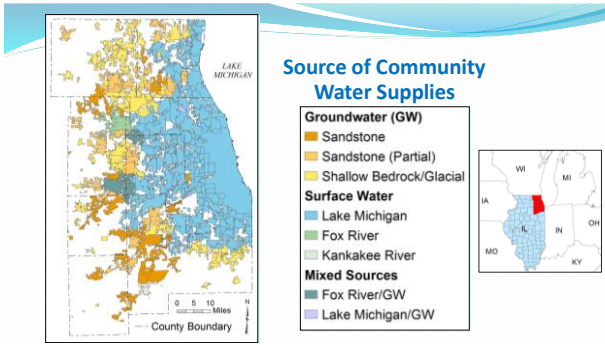 LAKE
MICHIGAN
0 5 10
Miles
N
County Boundary
Source of Community
Water Supplies
Groundwater (GW)
Sandstone
Sandstone (Partial)
Shallow Bedrock/Glacial
Surface Water
Lake Michigan
Fox River
Kankakee River
Mixed Sources
Fox River/GW
Lake Michigan/GW
WI
MI
IA
IL
IN
OH
MO
KY